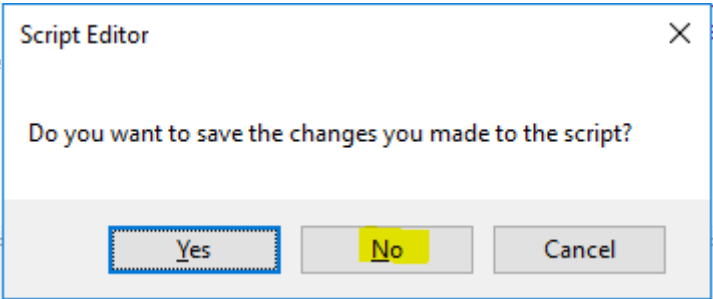 Script Editor
Do you want to save the changes you made to the script?
Yes No Cancel